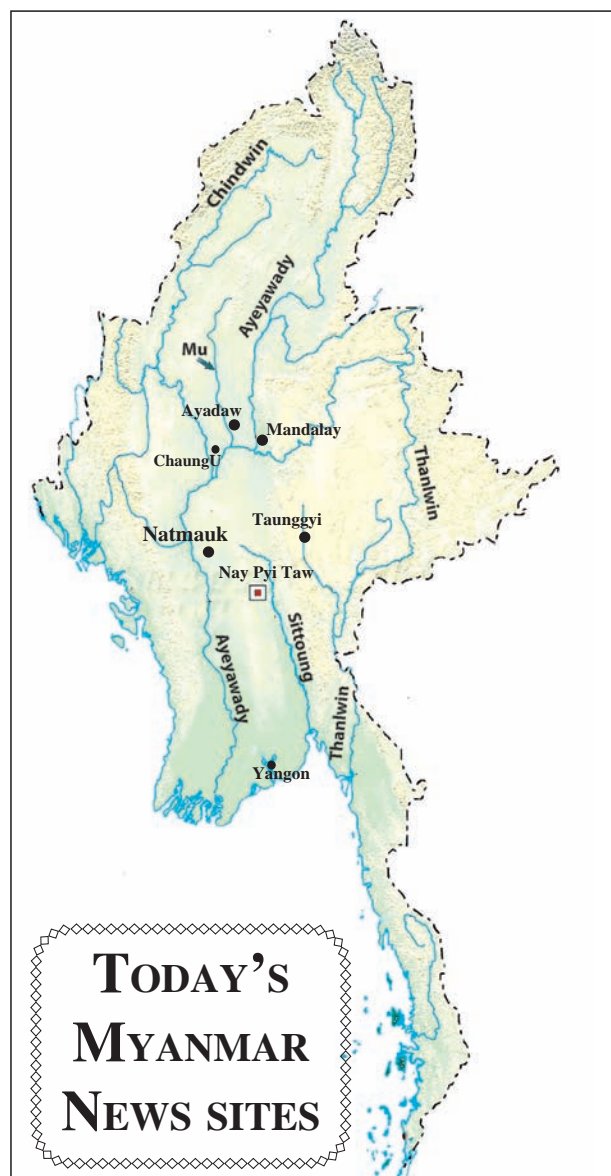 Chindwin
Ayeyawady
Mu
Ayadaw
Mandalay
ChaungU
Thanlwin
Natmauk
Taunggyi
Nay Pyi Taw
Sittoung
Ayeyawady
Thanlwin
Yangon
TODAY'S
MYANMAR
NEWS SITES